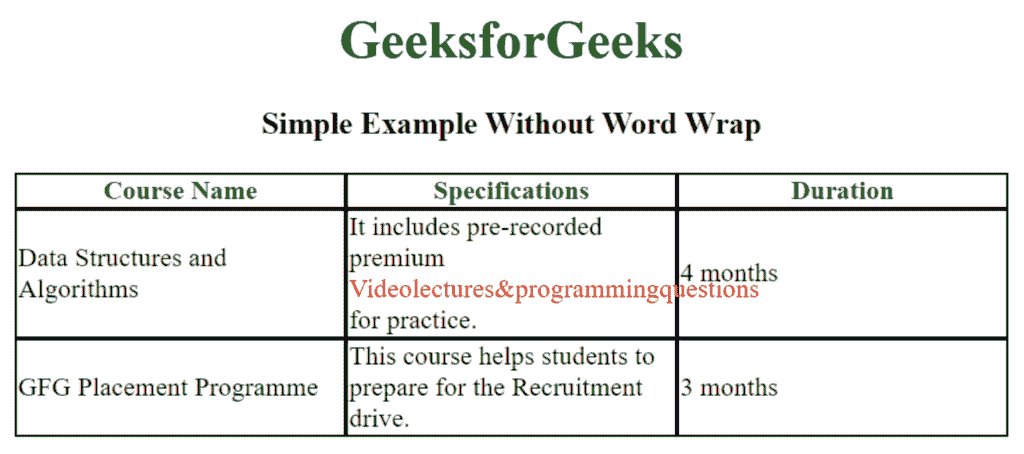 GeeksforGeeks
Simple Example Without Word Wrap
Course Name Specifications Duration
Data Structures and
Algorithms
It includes pre-recorded
premium
Videolectures&programmingquestions
for practice.
4 months
GFG Placement Programme
This course helps students to
prepare for the Recruitment
drive.
3 months